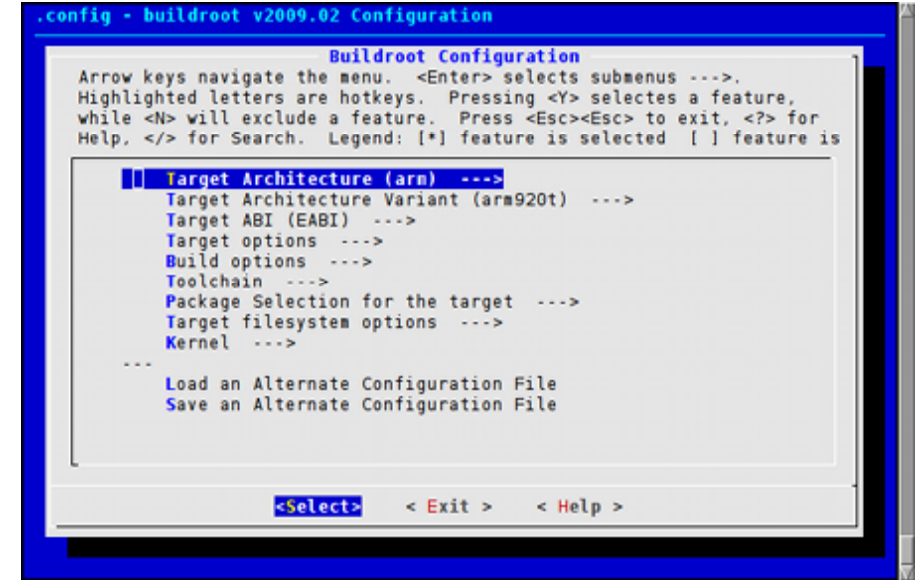 .config - buildroot v2009.02 Configuration
Buildroot Configuration
Arrow keys navigate the menu. <Enter> selects submenus --->.
Highlighted letters are hotkeys. Pressing <Y> selectes a feature,
while <N> will exclude a feature. Press <Esc><Esc> to exit, <?> for
Help, </> for Search. Legend: [*] feature is selected [ ] feature is
Target Architecture (arm) --->
Target Architecture Variant (arm920t) --->
Target ABI (EABI) --->
Target options --->
Build options --->
Toolchain --->
Package Selection for the target --->
Target filesystem options --->
Kernel --->
---
Load an Alternate Configuration File
Save an Alternate Configuration File
<Select> < Exit > < Help >